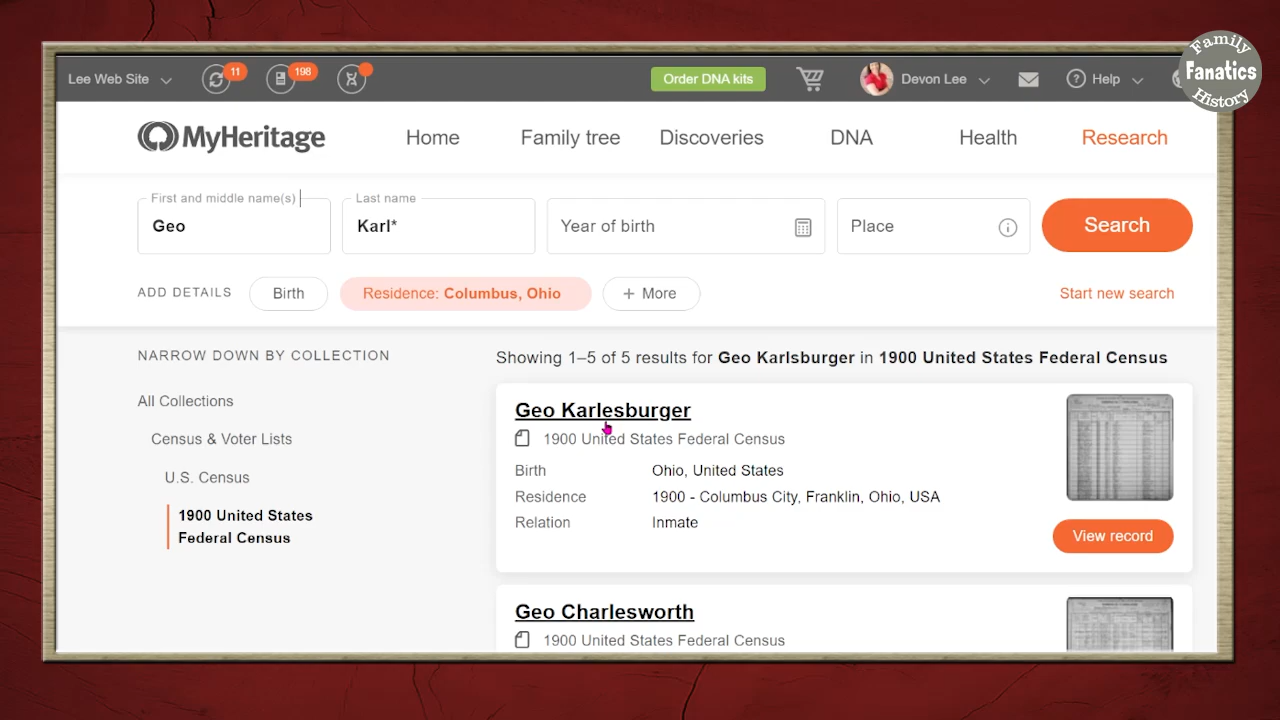 Family
Fanatics
History
Lee Web Site
11
198
Order DNA kits
Devon Lee
Help
MyHeritage
Home
Family tree
Discoveries
DNA
Health
Research
First and middle name(s)
Geo
Last name
Karl*
Year of birth
Place
Search
ADD DETAILS
Birth
Residence: Columbus, Ohio
+ More
Start new search
NARROW DOWN BY COLLECTION
All Collections
Census & Voter Lists
U.S. Census
1900 United States
Federal Census
Showing 1–5 of 5 results for Geo Karlsburger in 1900 United States Federal Census
Geo Karlesburger
1900 United States Federal Census
Birth Ohio, United States
Residence 1900 - Columbus City, Franklin, Ohio, USA
Relation Inmate
View record
Geo Charlesworth
1900 United States Federal Census